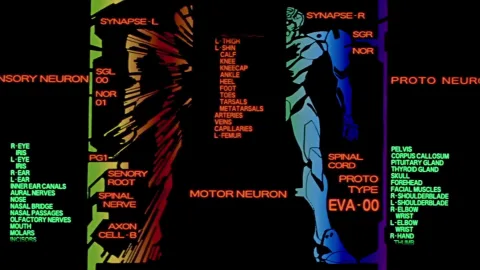 SYNAPSE-L
SYNAPSE-R
SGR
NOR
L-THIGH
L-SHIN
CALF
KNEE
KNEECAP
ANKLE
HEEL
FOOT
TOES
TARSALS
METATARSALS
ARTERIES
VEINS
CAPILLARIES
L-FEMUR
NSORY NEURON
SGL
00
NOR
01
PROTO NEURO
R-EYE
IRIS
L-EYE
IRIS
R-EAR
L-EAR
INNER EAR CANALS
AURAL NERVES
NOSE
NASAL BRIDGE
NASAL PASSAGES
OLFACTORY NERVES
MOUTH
MOLARS
INCISORS
PG1-
SENORY
ROOT
SPINAL
NERVE
AXON
CELL-B
MOTOR NEURON
SPINAL
CORD
PROTO
TYPE
EVA-00
PELVIS
CORPUS CALLOSUM
PITUITARY GLAND
THYROID GLAND
SKULL
FOREHEAD
FACIAL MUSCLES
R-SHOULDERBLADE
L-SHOULDERBLADE
R-ELBOW
WRIST
L-ELBOW
WRIST
R-HAND
THUMB